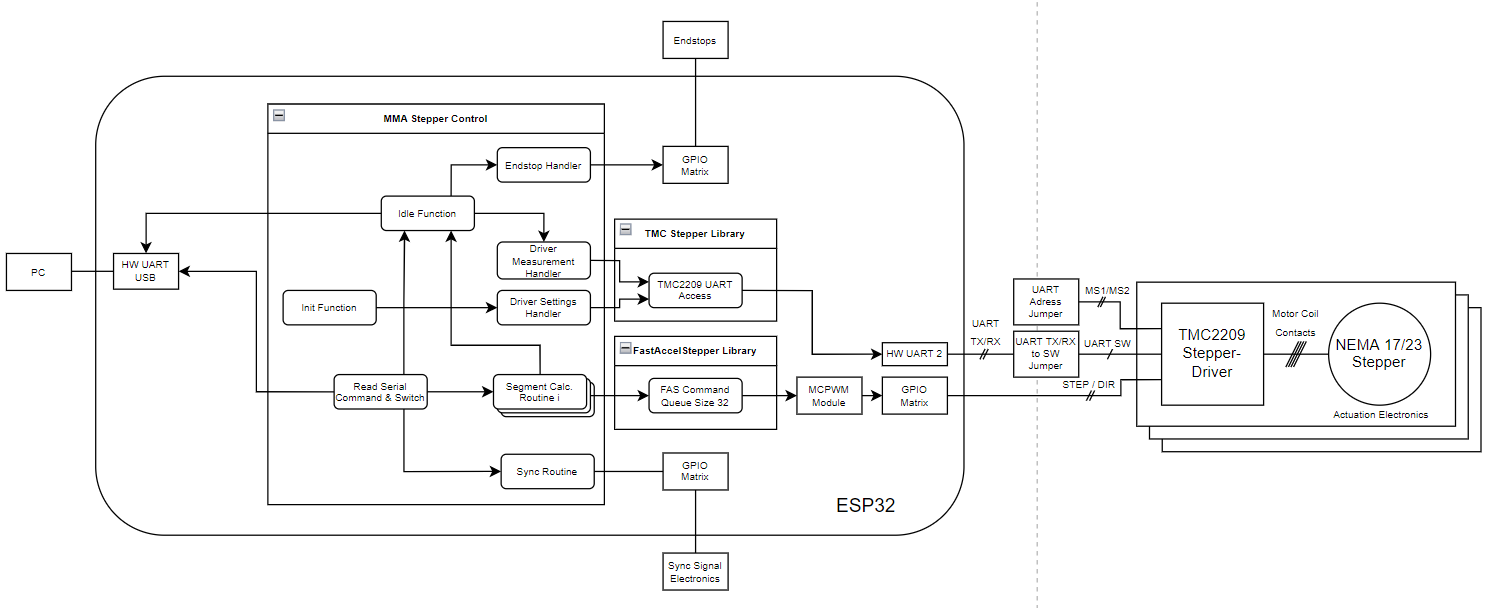 Endstops
MMA Stepper Control
Endstop Handler
GPIO
Matrix
Idle Function
TMC Stepper Library
PC
HW UART
USB
Driver
Measurement
Handler
TMC2209 UART
Access
Init Function
Driver Settings
Handler
UART
Adress
Jumper
MS1/MS2
UART
TX/RX
UART TX/RX
to SW
Jumper
UART SW
TMC2209
Stepper-
Driver
Motor Coil
Contacts
NEMA 17/23
Stepper
Actuation Electronics
FastAccelStepper Library
HW UART 2
Read Serial
Command & Switch
Segment Calc.
Routine i
FAS Command
Queue Size 32
MCPWM
Module
GPIO
Matrix
STEP / DIR
Sync Routine
GPIO
Matrix
ESP32
Sync Signal
Electronics